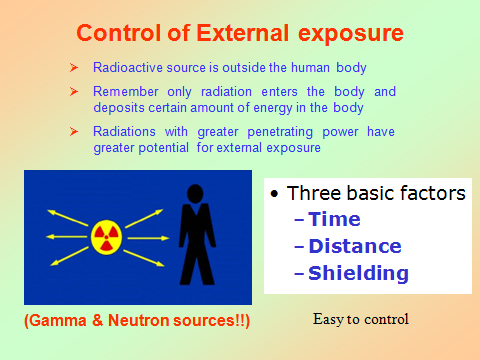 Control of External exposure
➢ Radioactive source is outside the human body
➢ Remember only radiation enters the body and
deposits certain amount of energy in the body
➢ Radiations with greater penetrating power have
greater potential for external exposure
• Three basic factors
–Time
–Distance
–Shielding
(Gamma & Neutron sources!!)
Easy to control